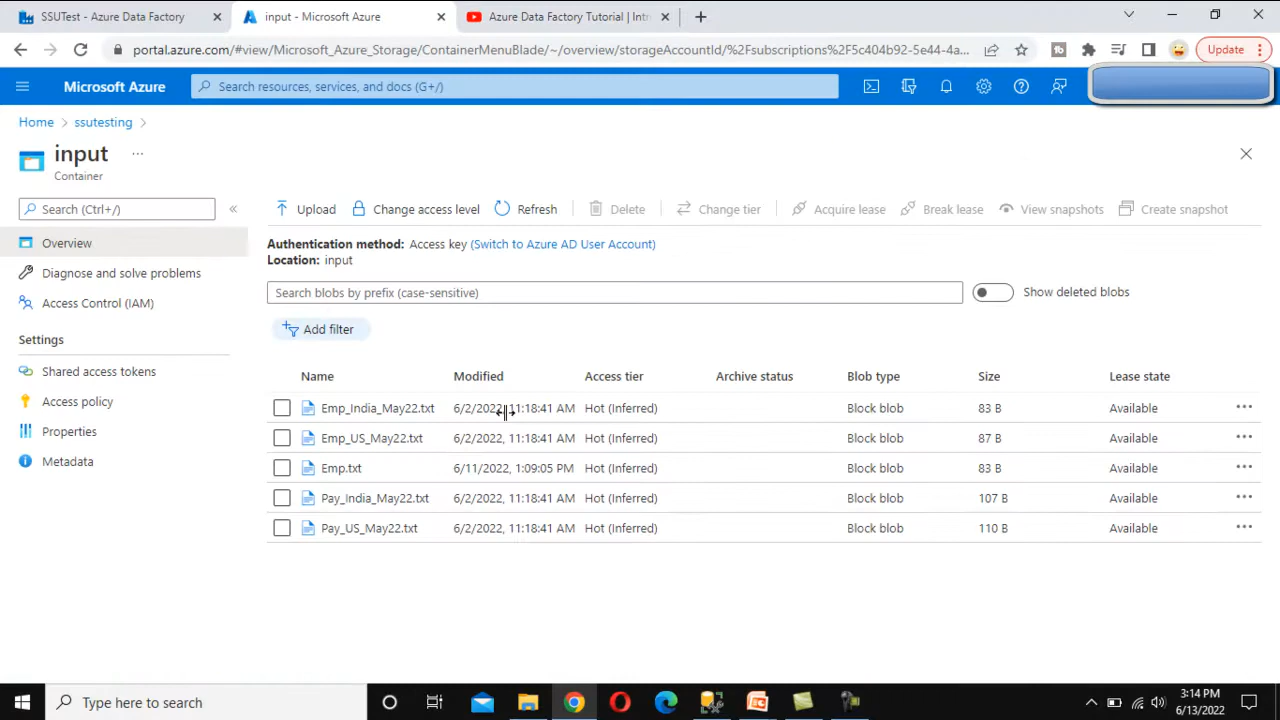 SSUTest - Azure Data Factory
input - Microsoft Azure
Azure Data Factory Tutorial | Intr
portal.azure.com/#view/Microsoft_Azure_Storage/ContainerMenuBlade/~/overview/storageAccountId/%2Fsubscriptions%2F5c404b92-5e44-4a...
Update
Microsoft Azure
Search resources, services, and docs (G+/)
Home > ssutesting >
input ...
Container
Search (Ctrl+/)
«
Overview
Diagnose and solve problems
Access Control (IAM)
Settings
Shared access tokens
Access policy
Properties
Metadata
Upload Change access level Refresh Delete Change tier Acquire lease Break lease View snapshots Create snapshot
Authentication method: Access key (Switch to Azure AD User Account)
Location: input
Search blobs by prefix (case-sensitive)
Show deleted blobs
Add filter
Name Modified Access tier Archive status Blob type Size Lease state
Emp_India_May22.txt 6/2/2022, 11:18:41 AM Hot (Inferred) Block blob 83 B Available ...
Emp_US_May22.txt 6/2/2022, 11:18:41 AM Hot (Inferred) Block blob 87 B Available ...
Emp.txt 6/11/2022, 1:09:05 PM Hot (Inferred) Block blob 83 B Available ...
Pay_India_May22.txt 6/2/2022, 11:18:41 AM Hot (Inferred) Block blob 107 B Available ...
Pay_US_May22.txt 6/2/2022, 11:18:41 AM Hot (Inferred) Block blob 110 B Available ...
Type here to search
3:14 PM
6/13/2022